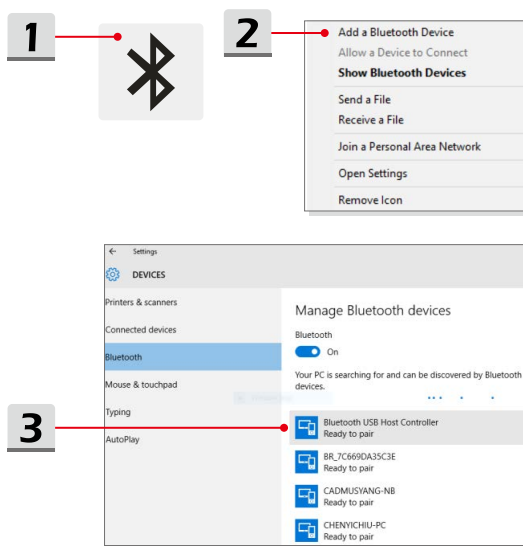 1
2
Add a Bluetooth Device
Allow a Device to Connect
Show Bluetooth Devices
Send a File
Receive a File
Join a Personal Area Network
Open Settings
Remove Icon
Settings
DEVICES
Printers & scanners
Connected devices
Bluetooth
Mouse & touchpad
Typing
AutoPlay
Manage Bluetooth devices
Bluetooth
On
Your PC is searching for and can be discovered by Bluetooth
devices.
3
Bluetooth USB Host Controller
Ready to pair
BR_7C669DA35C3E
Ready to pair
CADMUSYANG-NB
Ready to pair
CHENYICHIU-PC
Ready to pair